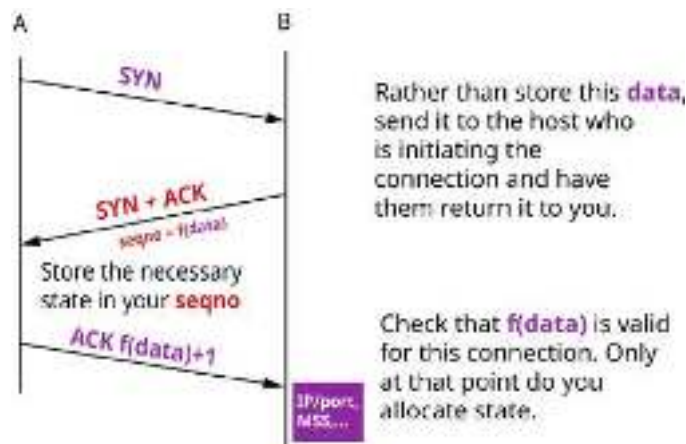 A
B
SYN
Rather than store this data,
send it to the host who
is initiating the
connection and have
them return it to you.
SYN + ACK
seqno = f(data)
Store the necessary
state in your seqno
ACK f(data)+1
Check that f(data) is valid
for this connection. Only
at that point do you
allocate state.
IP/port,
MSS,...